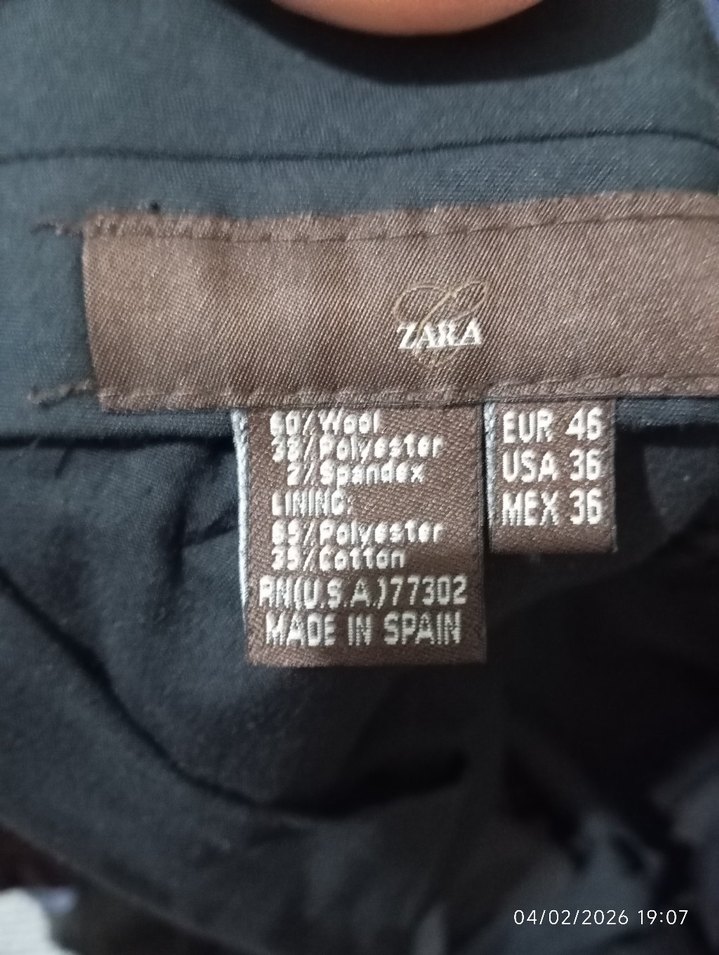 ZARA
60% Wool
38% Polyester
2% Spandex
LINING:
65% Polyester
35% Cotton
RN(U.S.A.)77302
MADE IN SPAIN
EUR 46
USA 36
MEX 36
04/02/2026 19:07